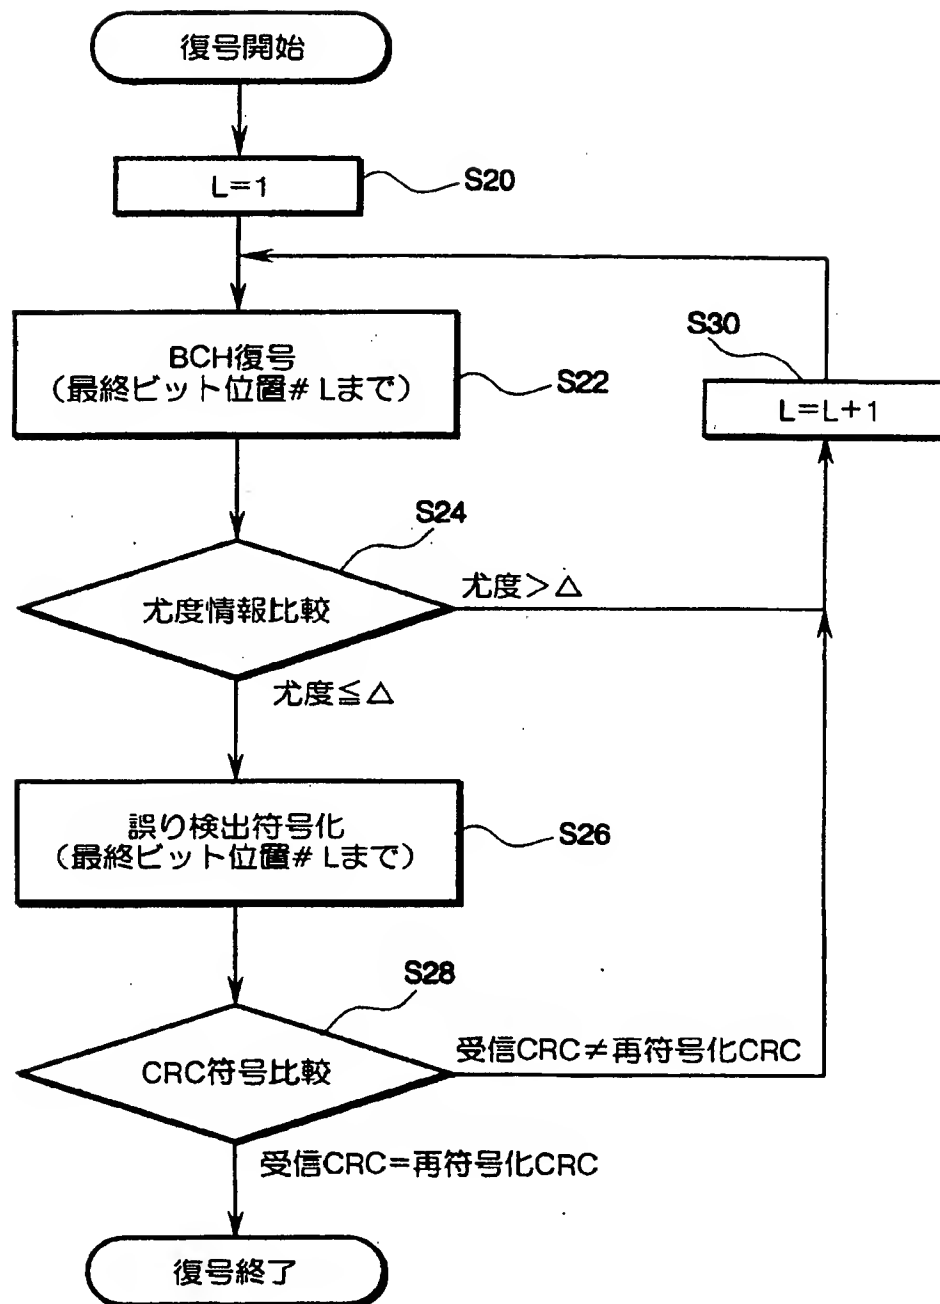 復号開始
L=1
S20
S30
BCH復号
(最終ビット位置# Lまで)
S22
L=L+1
S24
尤度情報比較
尤度>△
尤度≦△
誤り検出符号化
(最終ビット位置# Lまで)
S26
S28
CRC符号比較
受信CRC≠再符号化CRC
受信CRC=再符号化CRC
復号終了